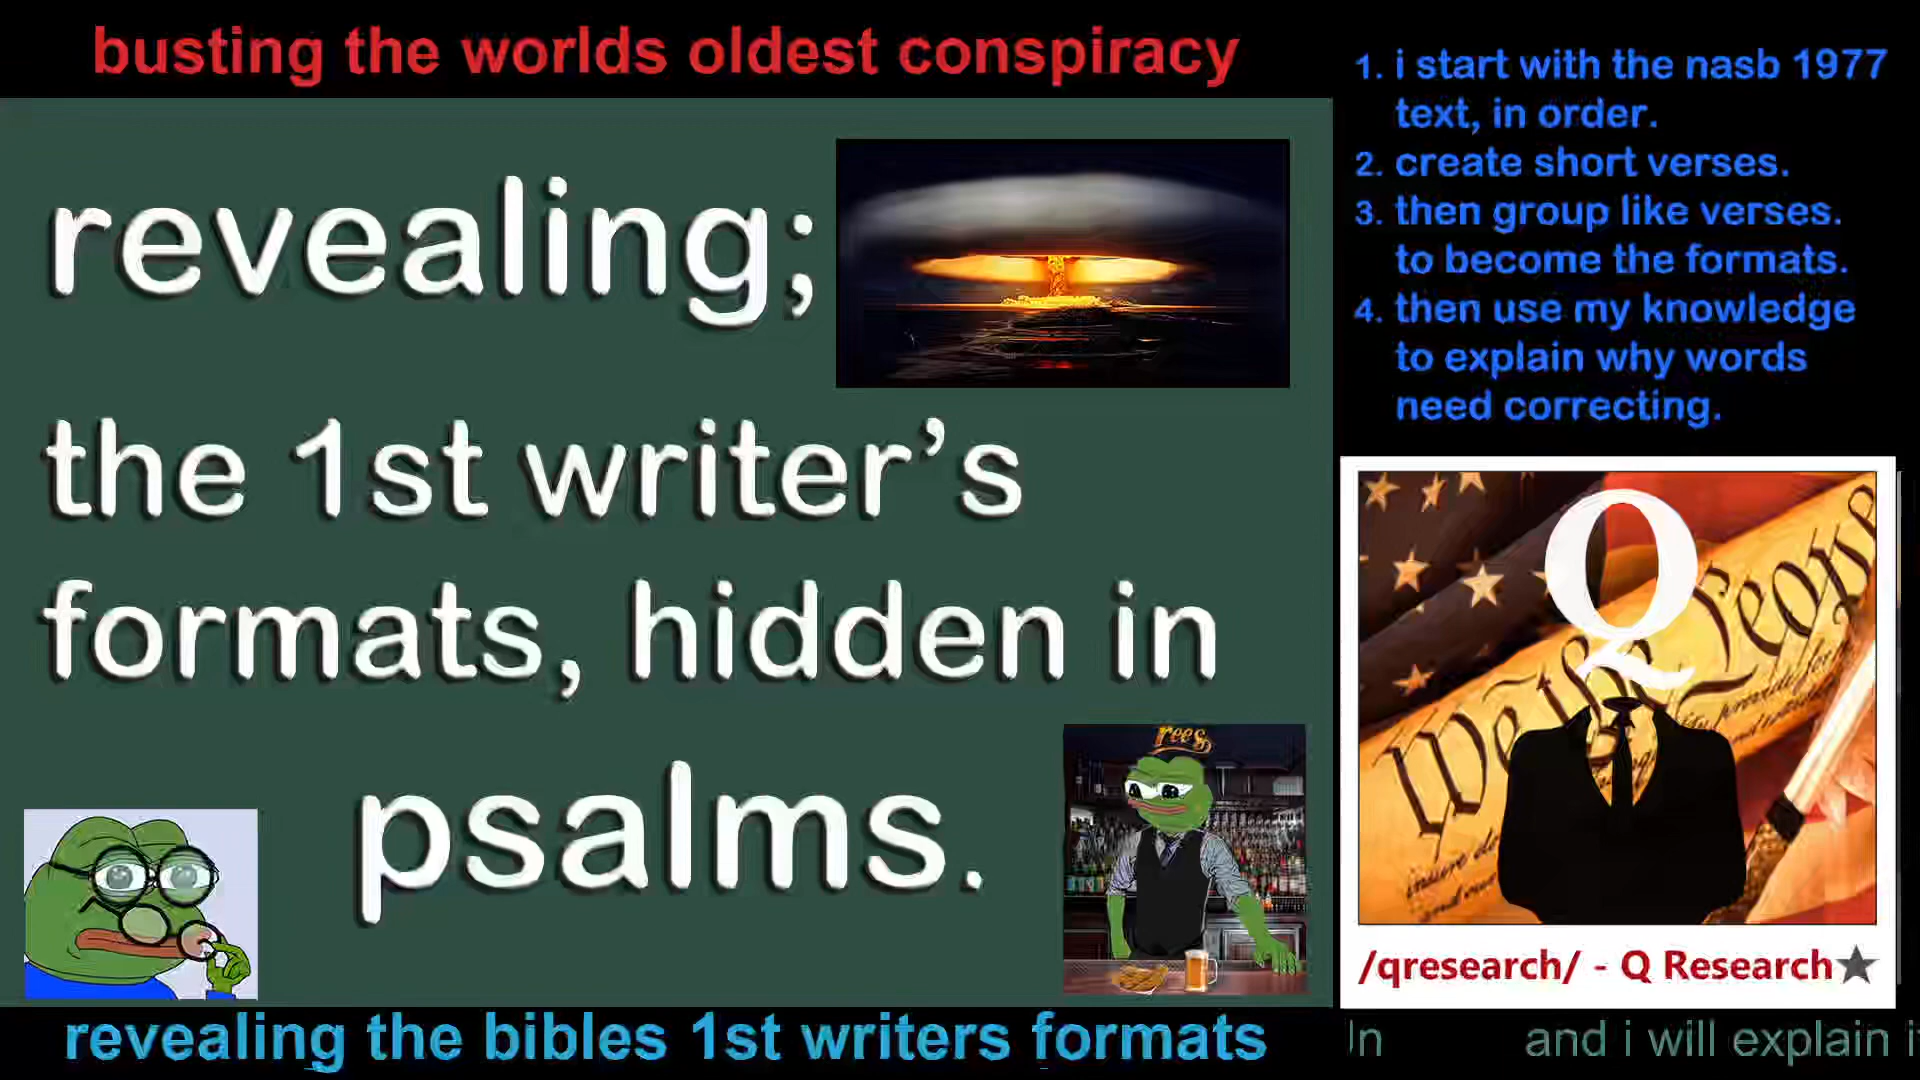 busting the worlds oldest conspiracy
revealing;
the 1st writer's
formats, hidden in
psalms.
rees
revealing the bibles 1st writers formats
1. i start with the nasb 1977
text, in order.
2. create short verses.
3. then group like verses.
to become the formats.
4. then use my knowledge
to explain why words
need correcting.
Q
We the People
/qresearch/ - Q Research★
and i will explain